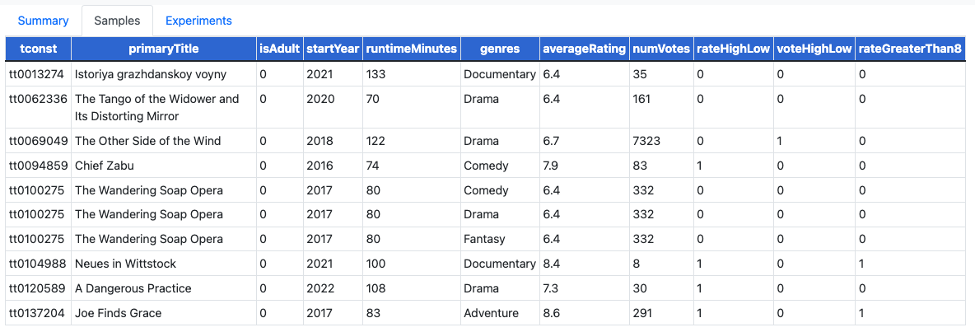 Summary Samples Experiments
tconst primaryTitle isAdult startYear runtimeMinutes genres averageRating numVotes rateHighLow voteHighLow rateGreaterThan8
tt0013274 Istoriya grazhdanskoy voyny 0 2021 133 Documentary 6.4 35 0 0 0
tt0062336 The Tango of the Widower and 0 2020 70 Drama 6.4 161 0 0 0
Its Distorting Mirror
tt0069049 The Other Side of the Wind 0 2018 122 Drama 6.7 7323 0 1 0
tt0094859 Chief Zabu 0 2016 74 Comedy 7.9 83 1 0 0
tt0100275 The Wandering Soap Opera 0 2017 80 Comedy 6.4 332 0 0 0
tt0100275 The Wandering Soap Opera 0 2017 80 Drama 6.4 332 0 0 0
tt0100275 The Wandering Soap Opera 0 2017 80 Fantasy 6.4 332 0 0 0
tt0104988 Neues in Wittstock 0 2021 100 Documentary 8.4 8 1 0 1
tt0120589 A Dangerous Practice 0 2022 108 Drama 7.3 30 1 0 0
tt0137204 Joe Finds Grace 0 2017 83 Adventure 8.6 291 1 0 1